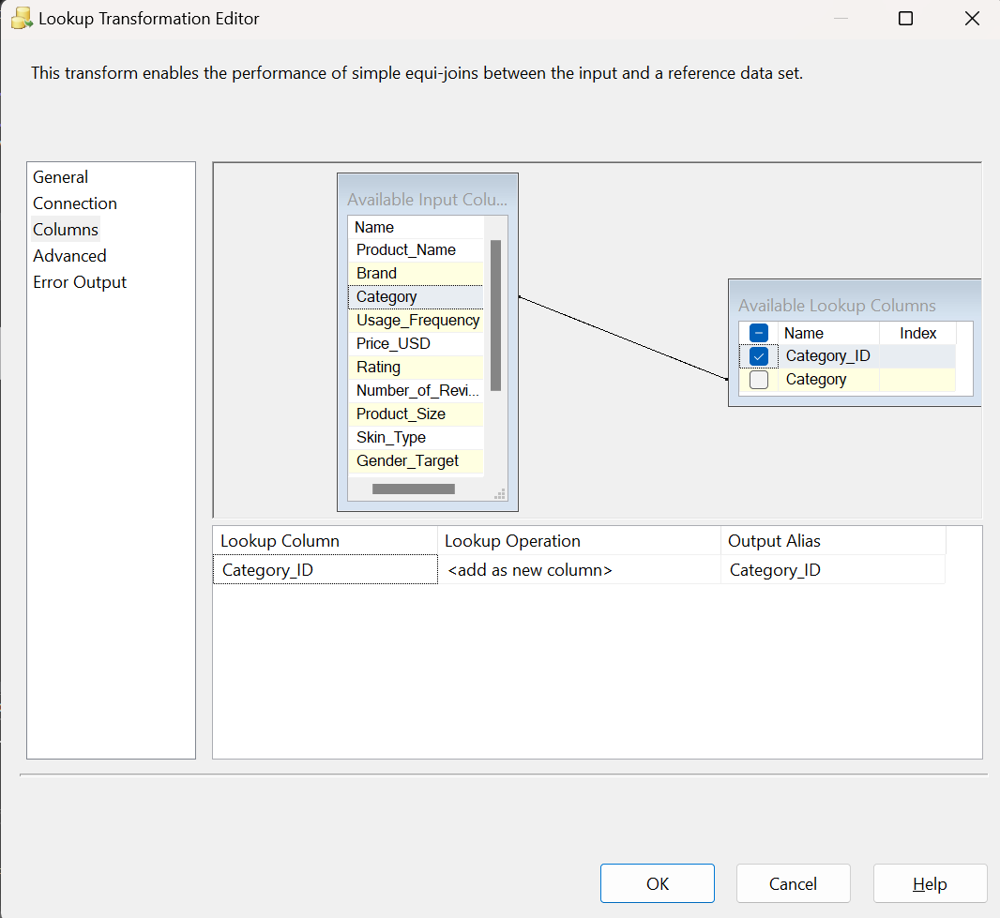 Lookup Transformation Editor
This transform enables the performance of simple equi-joins between the input and a reference data set.
General
Connection
Columns
Advanced
Error Output
Available Input Colu...
Name
Product_Name
Brand
Category
Usage_Frequency
Price_USD
Rating
Number_of_Revi...
Product_Size
Skin_Type
Gender_Target
Available Lookup Columns
Name Index
Category_ID
Category
Lookup Column Lookup Operation Output Alias
Category_ID <add as new column> Category_ID
OK Cancel Help